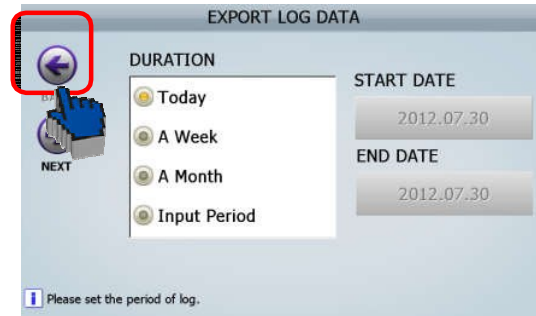 EXPORT LOG DATA
DURATION
Today
A Week
A Month
Input Period
START DATE
2012.07.30
END DATE
2012.07.30
NEXT
Please set the period of log.